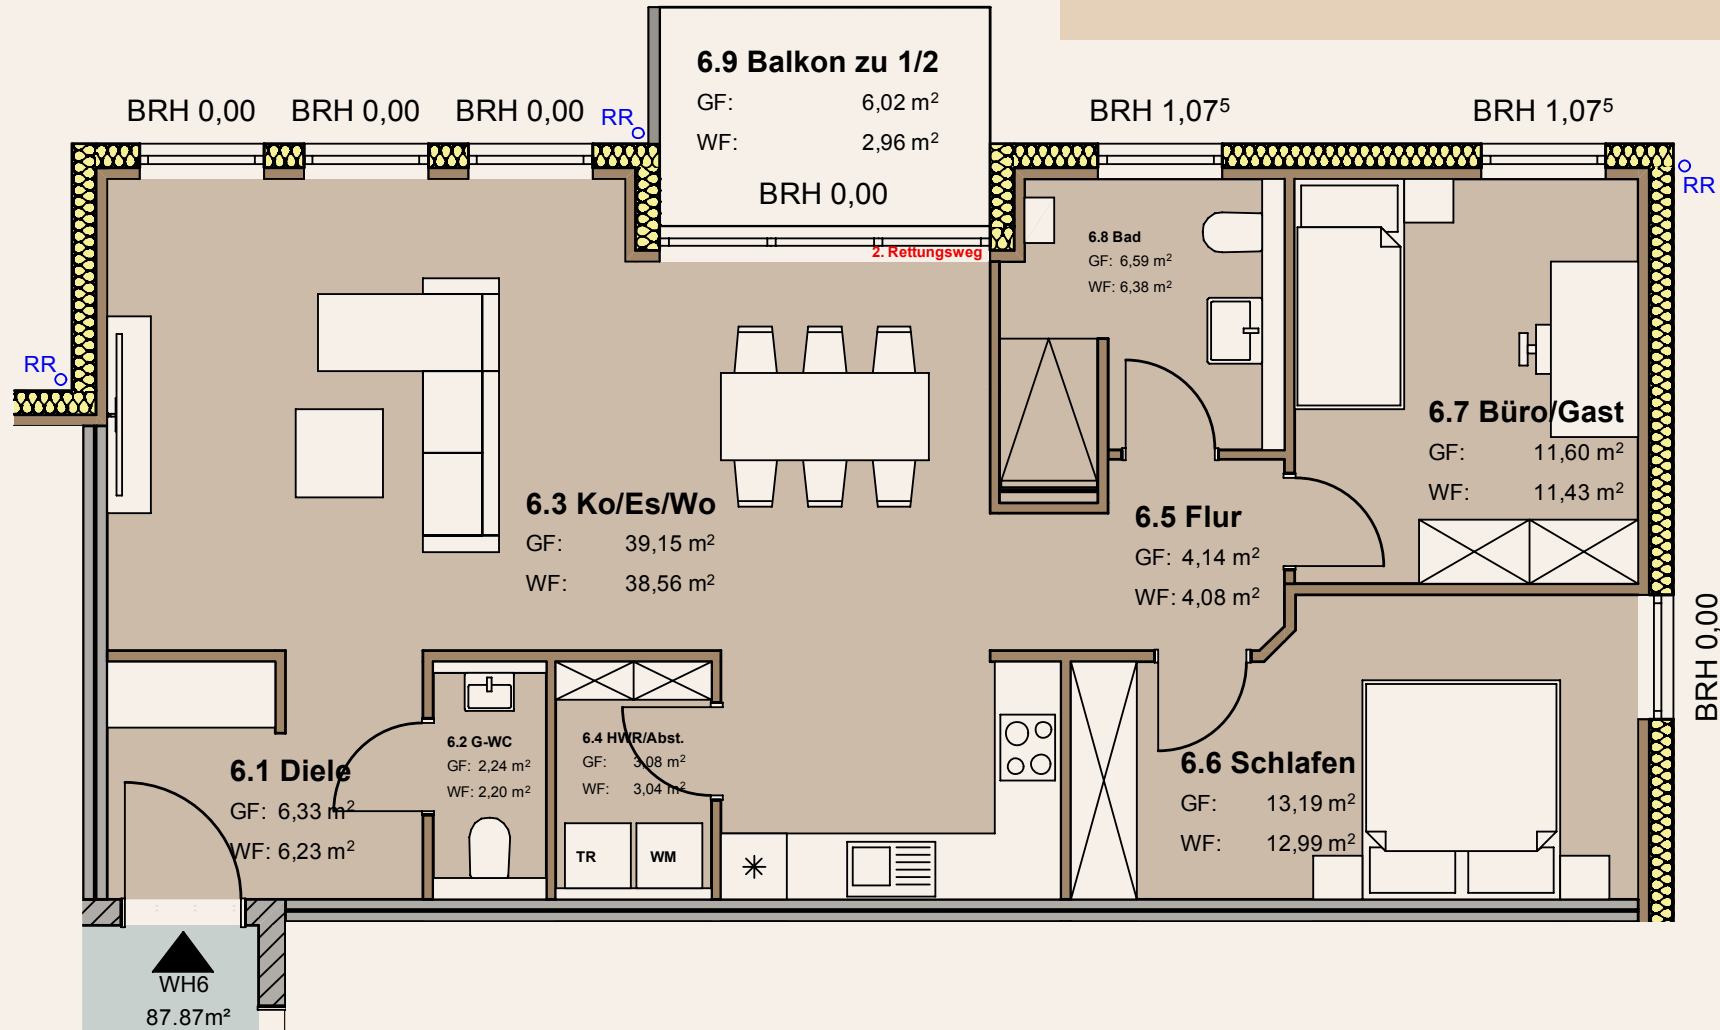 6.9 Balkon zu 1/2
GF: 6,02 m²
WF: 2,96 m²
BRH 0,00
BRH 0,00 BRH 0,00 BRH 0,00 RR
BRH 1,07⁵ BRH 1,07⁵
RR
2. Rettungsweg
6.8 Bad
GF: 6,59 m²
WF: 6,38 m²
RR
6.7 Büro/Gast
GF: 11,60 m²
WF: 11,43 m²
6.3 Ko/Es/Wo
GF: 39,15 m²
WF: 38,56 m²
6.5 Flur
GF: 4,14 m²
WF: 4,08 m²
BRH 0,00
6.1 Diele
GF: 6,33 m²
WF: 6,23 m²
6.2 G-WC
GF: 2,24 m²
WF: 2,20 m²
6.4 HWR/Abst.
GF: 3,08 m²
WF: 3,04 m²
TR WM
6.6 Schlafen
GF: 13,19 m²
WF: 12,99 m²
WH6
87.87m²